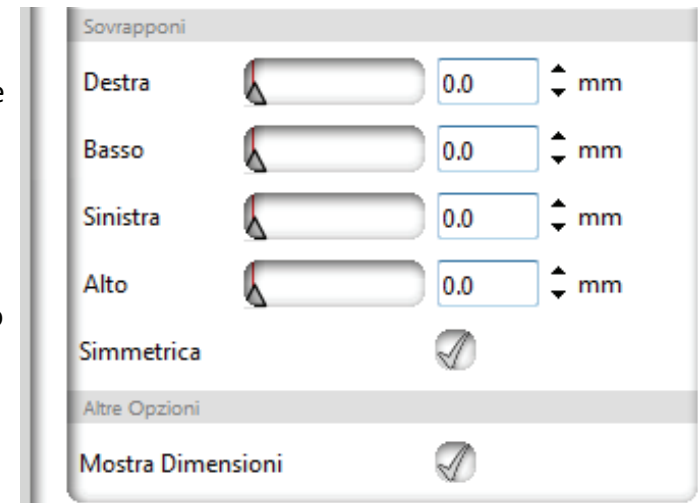 Sovrapponi
e
Destra 0.0 mm
Basso 0.0 mm
Sinistra 0.0 mm
Alto 0.0 mm
Simmetrica
Altre Opzioni
Mostra Dimensioni